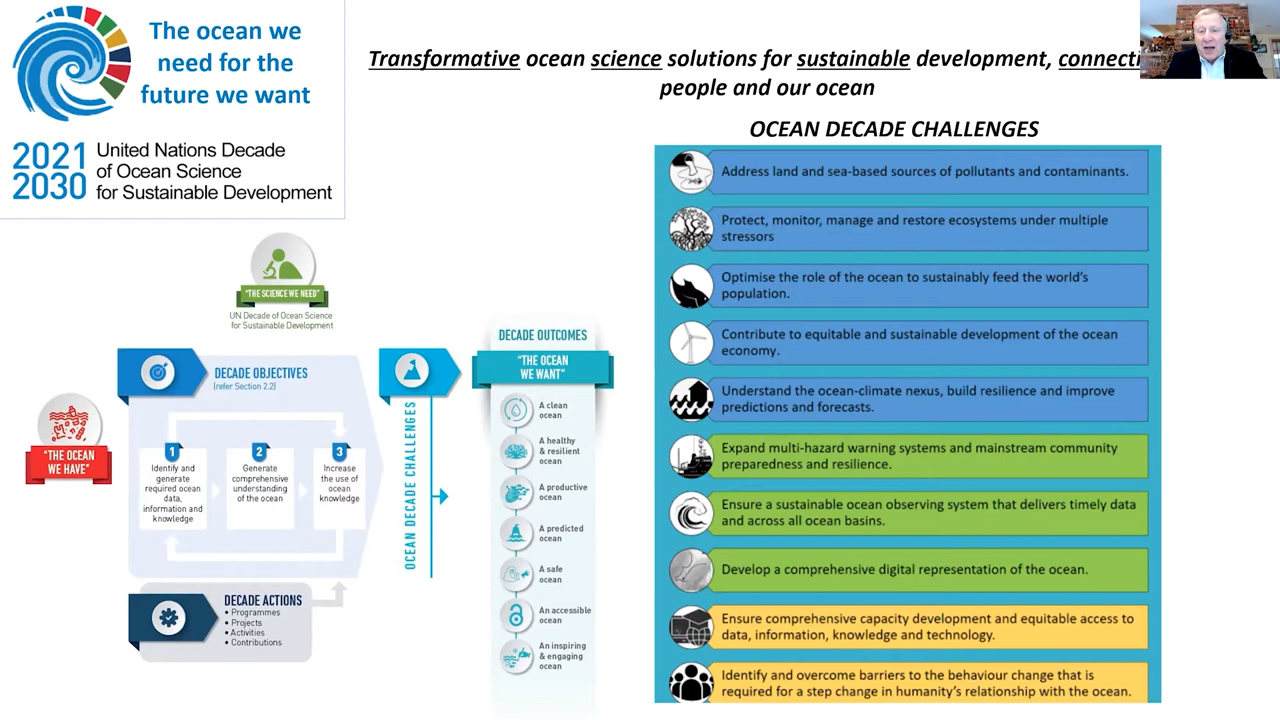 The ocean we
need for the
future we want
2021
2030
United Nations Decade
of Ocean Science
for Sustainable Development
Transformative ocean science solutions for sustainable development, connecti
people and our ocean
OCEAN DECADE CHALLENGES
Address land and sea-based sources of pollutants and contaminants.
Protect, monitor, manage and restore ecosystems under multiple
stressors
Optimise the role of the ocean to sustainably feed the world's
population.
Contribute to equitable and sustainable development of the ocean
economy.
Understand the ocean-climate nexus, build resilience and improve
predictions and forecasts.
Expand multi-hazard warning systems and mainstream community
preparedness and resilience.
Ensure a sustainable ocean observing system that delivers timely data
and across all ocean basins.
Develop a comprehensive digital representation of the ocean.
Ensure comprehensive capacity development and equitable access to
data, information, knowledge and technology.
Identify and overcome barriers to the behaviour change that is
required for a step change in humanity's relationship with the ocean.
"THE SCIENCE WE NEED"
UN Decade of Ocean Science
for Sustainable Development
"THE OCEAN
WE HAVE"
DECADE OBJECTIVES
(refer Section 2.2)
1
Identify and
generate
required ocean
data,
information and
knowledge
2
Generate
comprehensive
understanding
of the ocean
3
Increase
the use of
ocean
knowledge
DECADE ACTIONS
• Programmes
• Projects
• Activities
• Contributions
OCEAN DECADE CHALLENGES
DECADE OUTCOMES
"THE OCEAN
WE WANT"
A clean
ocean
A healthy
& resilient
ocean
A productive
ocean
A predicted
ocean
A safe
ocean
An accessible
ocean
An inspiring
& engaging
ocean